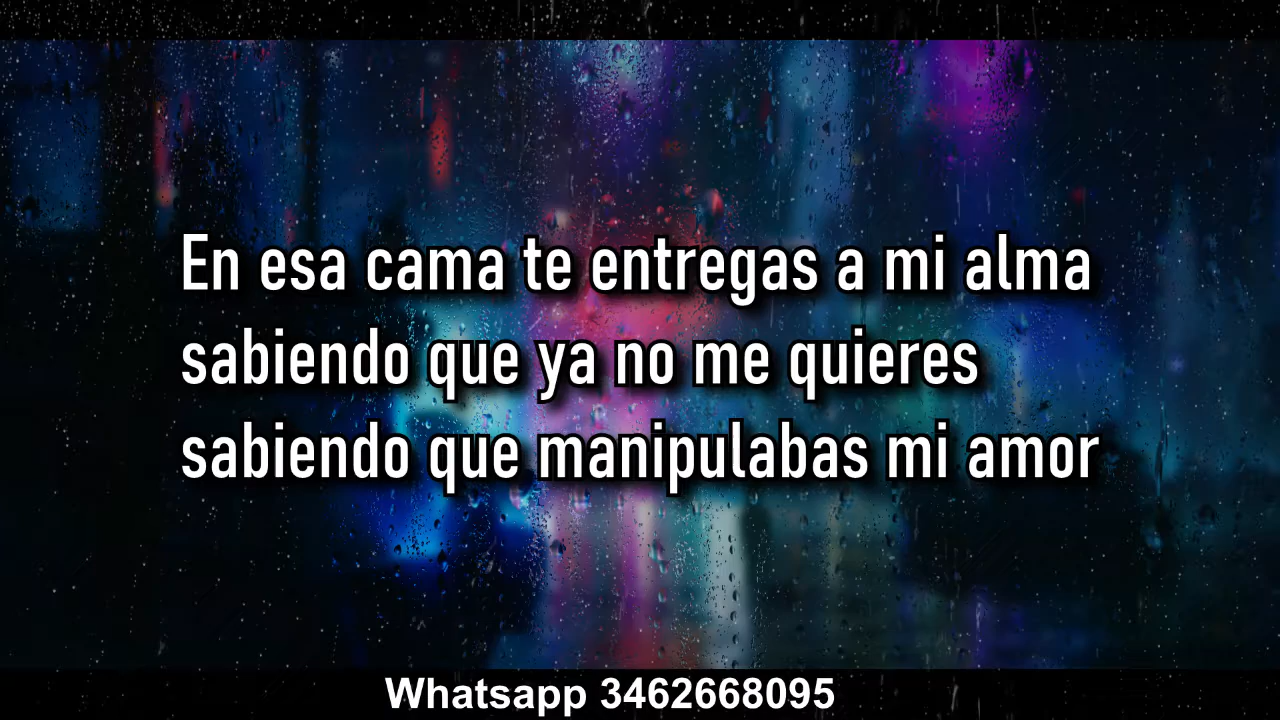 En esa cama te entregas a mi alma
sabiendo que ya no me quieres
sabiendo que manipulabas mi amor
Whatsapp 3462668095